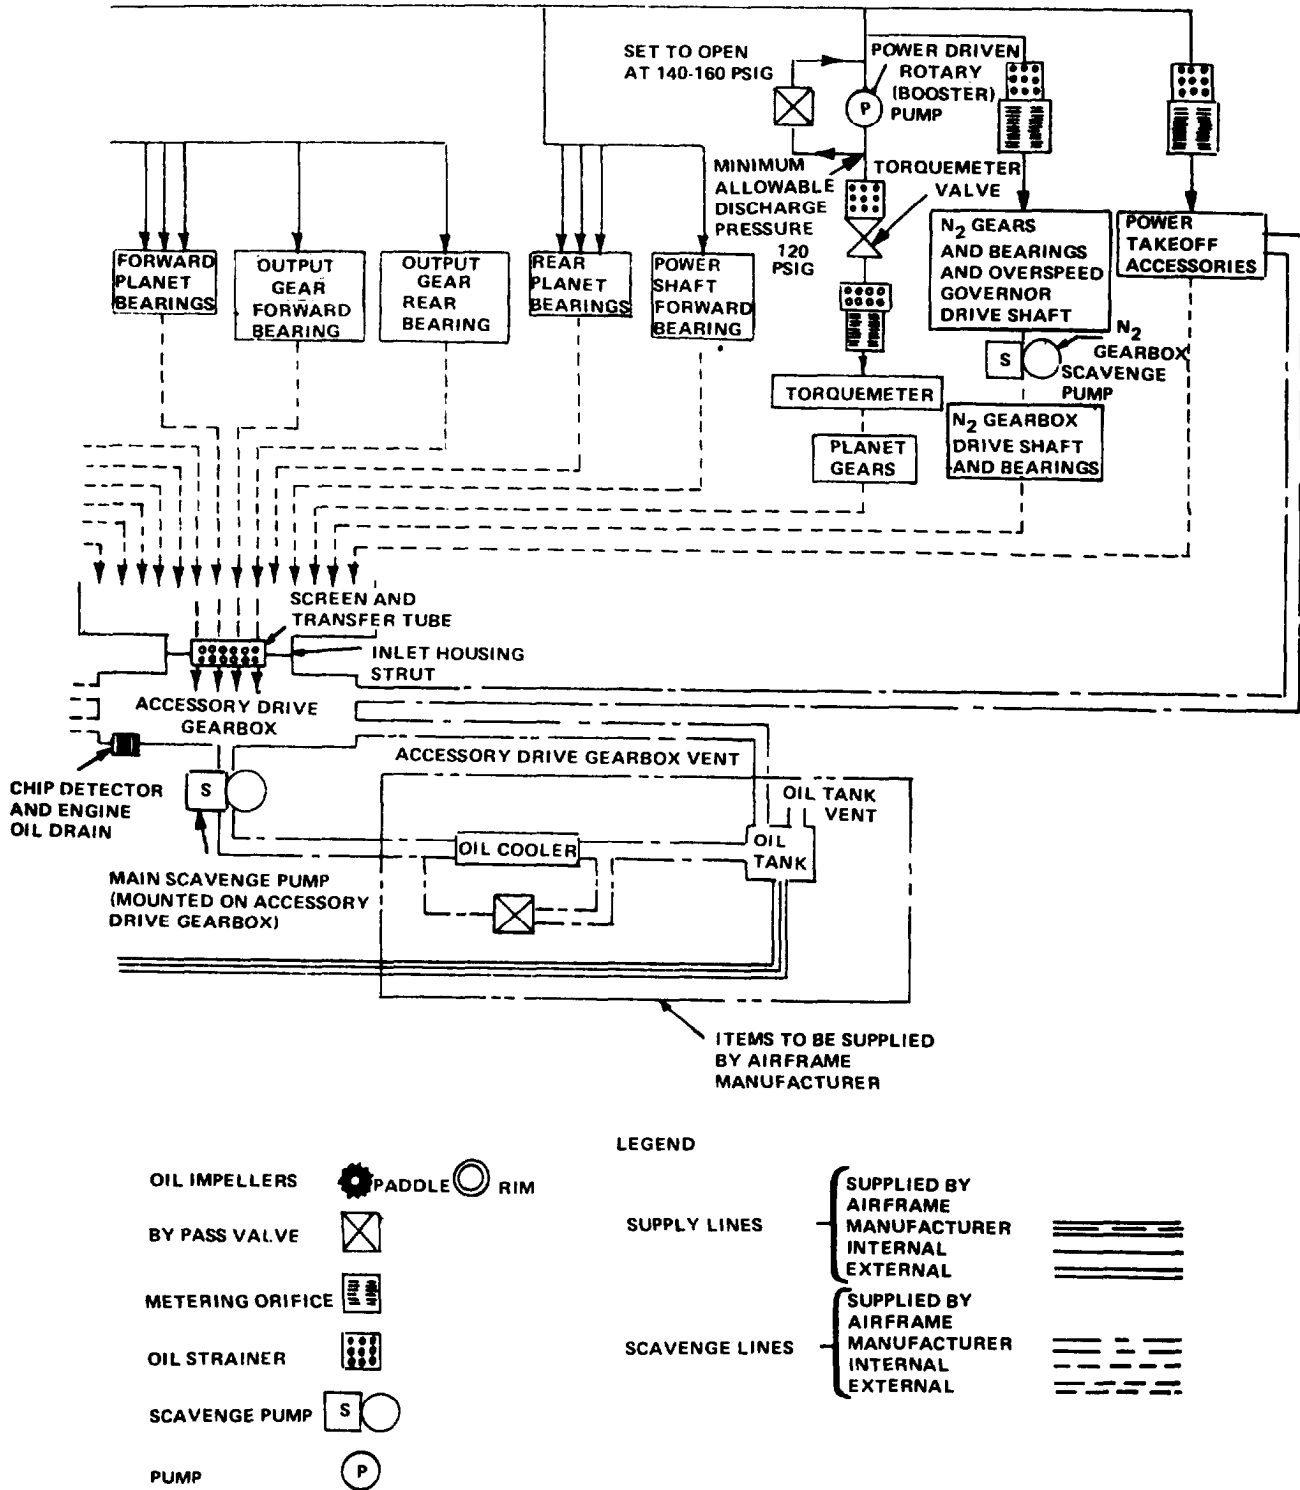 SET TO OPEN
AT 140-160 PSIG
POWER DRIVEN
ROTARY
(BOOSTER)
PUMP
P
MINIMUM
ALLOWABLE
DISCHARGE
PRESSURE
120
PSIG
TORQUEMETER
VALVE
FORWARD
PLANET
BEARINGS
OUTPUT
GEAR
FORWARD
BEARING
OUTPUT
GEAR
REAR
BEARING
REAR
PLANET
BEARINGS
POWER
SHAFT
FORWARD
BEARING
N2 GEARS
AND BEARINGS
AND OVERSPEED
GOVERNOR
DRIVE SHAFT
POWER
TAKEOFF
ACCESSORIES
S
N2
GEARBOX
SCAVENGE
PUMP
TORQUEMETER
PLANET
GEARS
N2 GEARBOX
DRIVE SHAFT
AND BEARINGS
SCREEN AND
TRANSFER TUBE
INLET HOUSING
STRUT
ACCESSORY DRIVE
GEARBOX
ACCESSORY DRIVE GEARBOX VENT
CHIP DETECTOR
AND ENGINE
OIL DRAIN
S
OIL TANK
VENT
OIL COOLER
OIL
TANK
MAIN SCAVENGE PUMP
(MOUNTED ON ACCESSORY
DRIVE GEARBOX)
ITEMS TO BE SUPPLIED
BY AIRFRAME
MANUFACTURER
LEGEND
OIL IMPELLERS PADDLE RIM
BY PASS VALVE
METERING ORIFICE
OIL STRAINER
SCAVENGE PUMP S
PUMP P
SUPPLY LINES
SUPPLIED BY
AIRFRAME
MANUFACTURER
INTERNAL
EXTERNAL
SCAVENGE LINES
SUPPLIED BY
AIRFRAME
MANUFACTURER
INTERNAL
EXTERNAL